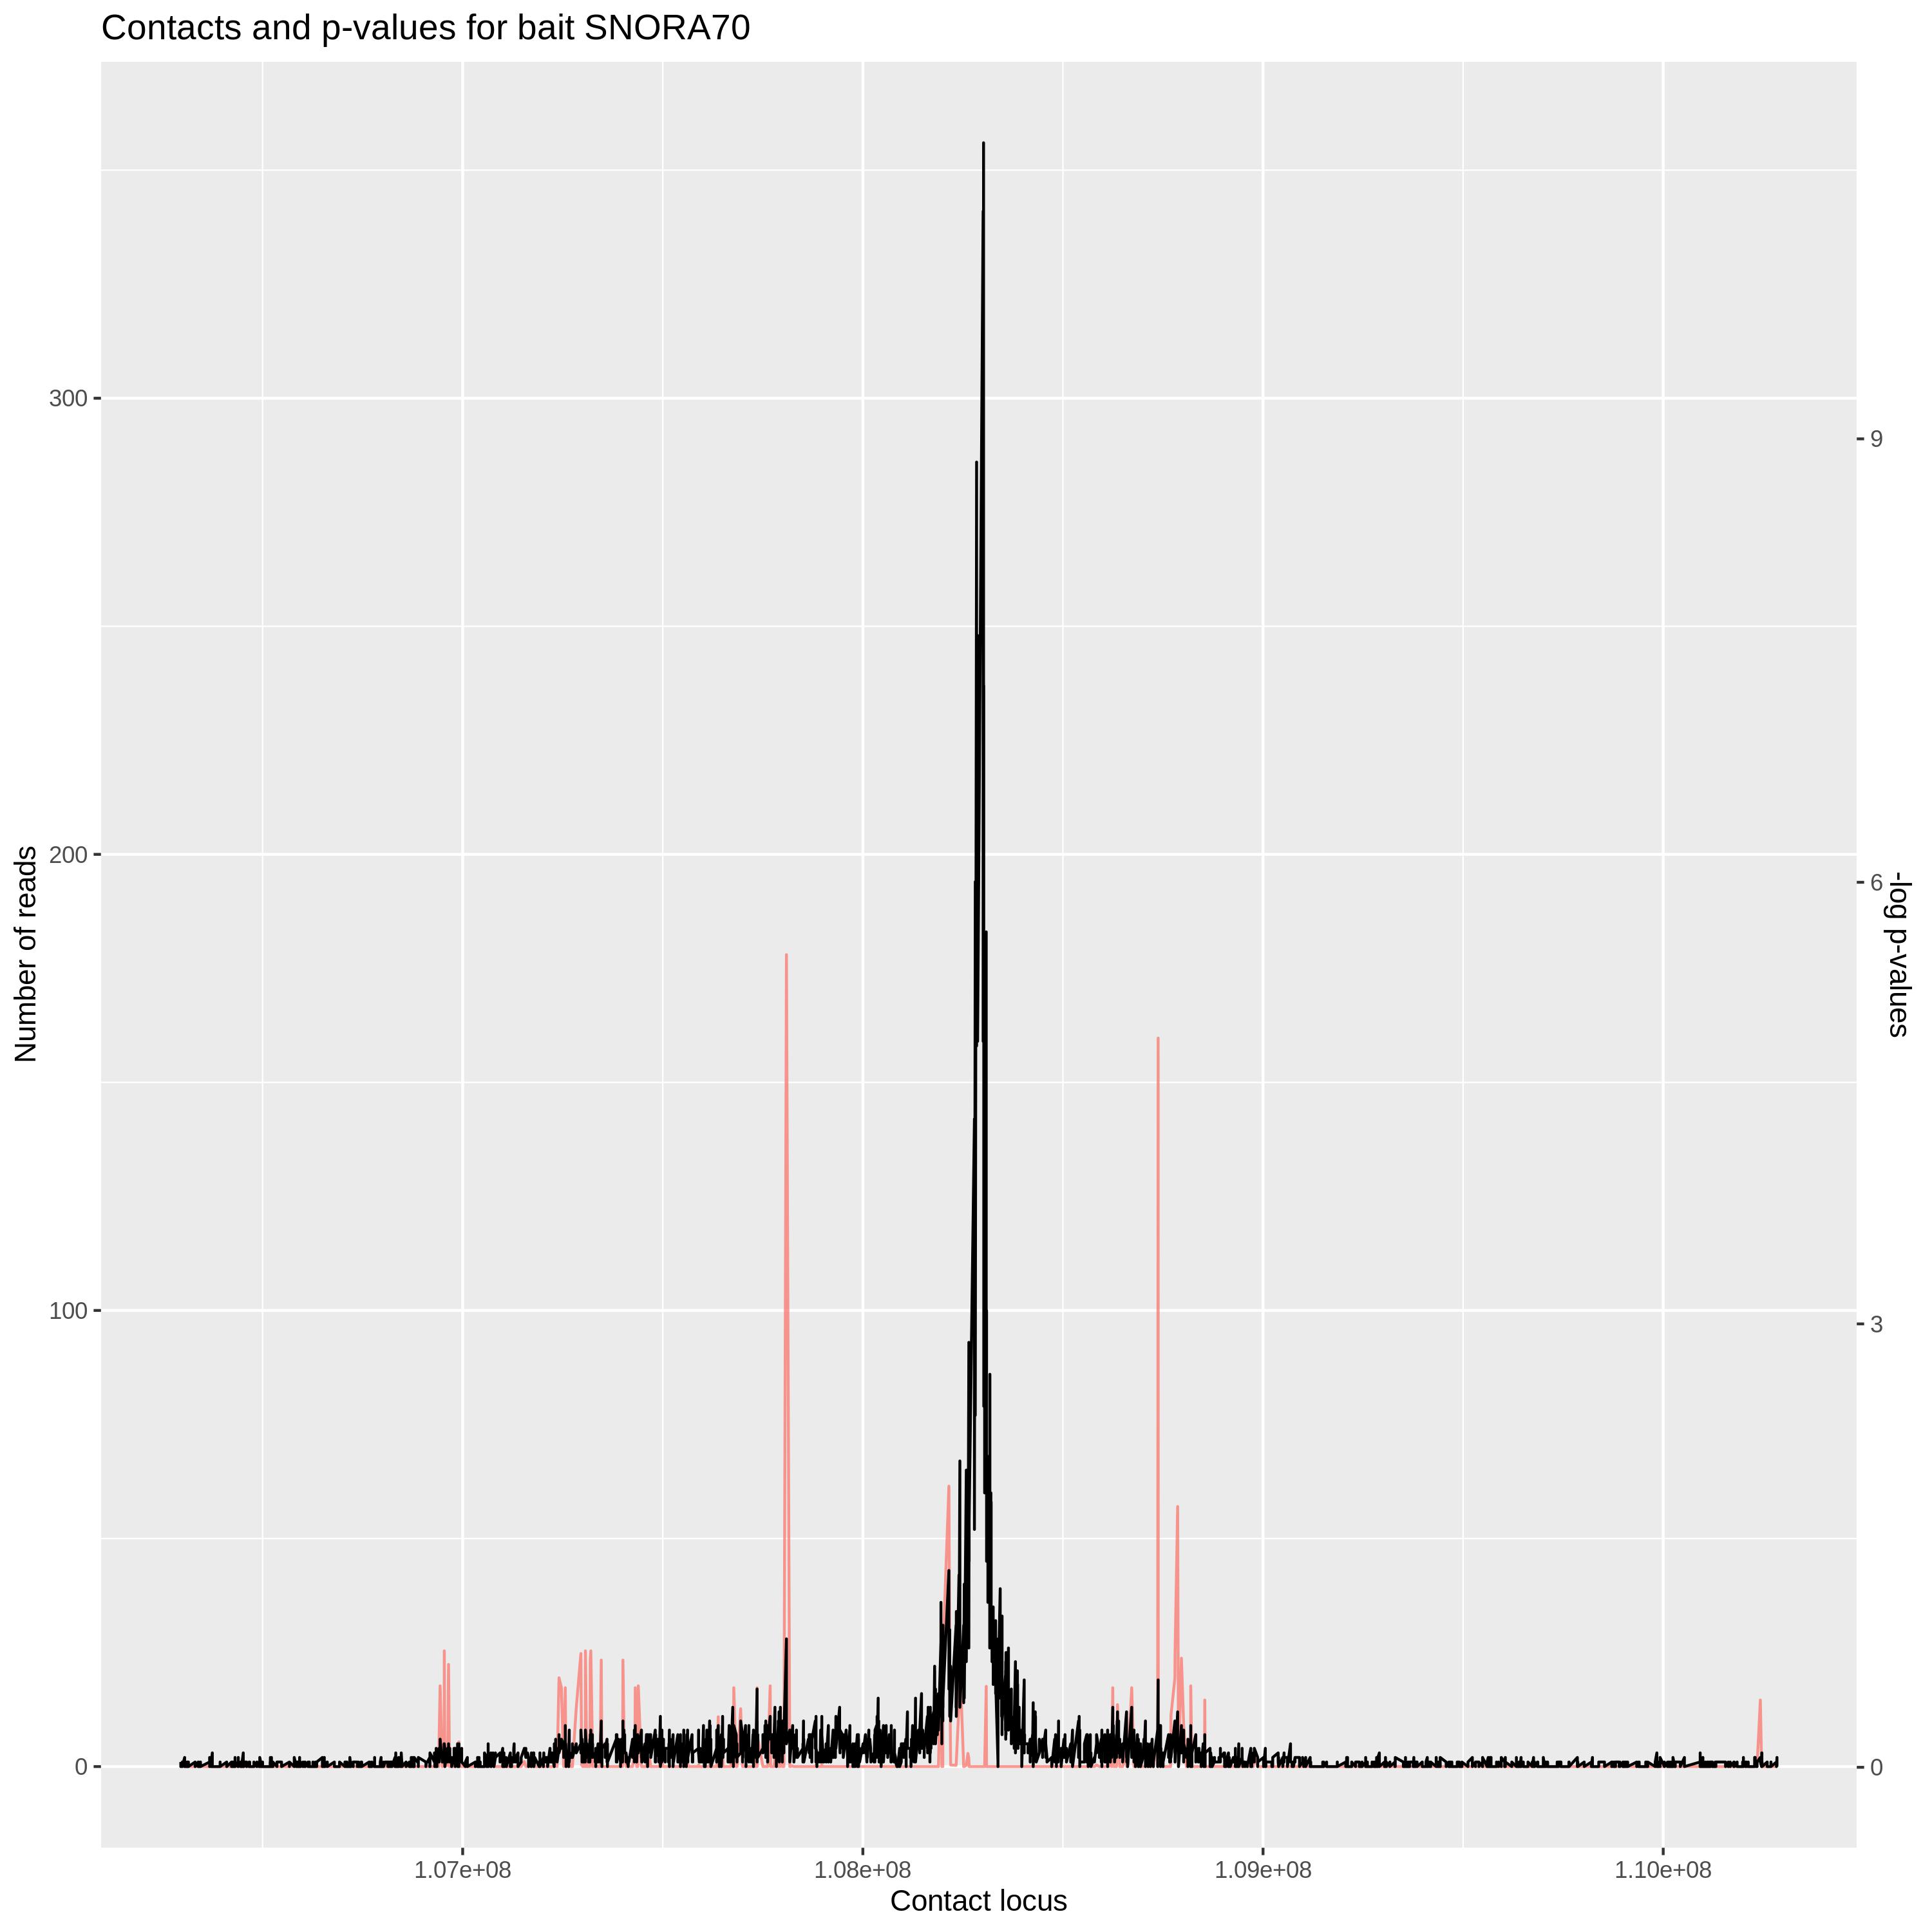 Contacts and p-values for bait SNORA70
300
200
100
0
Number of reads
9
6
3
0
-log p-values
1.07e+08
1.08e+08
1.09e+08
1.10e+08
Contact locus